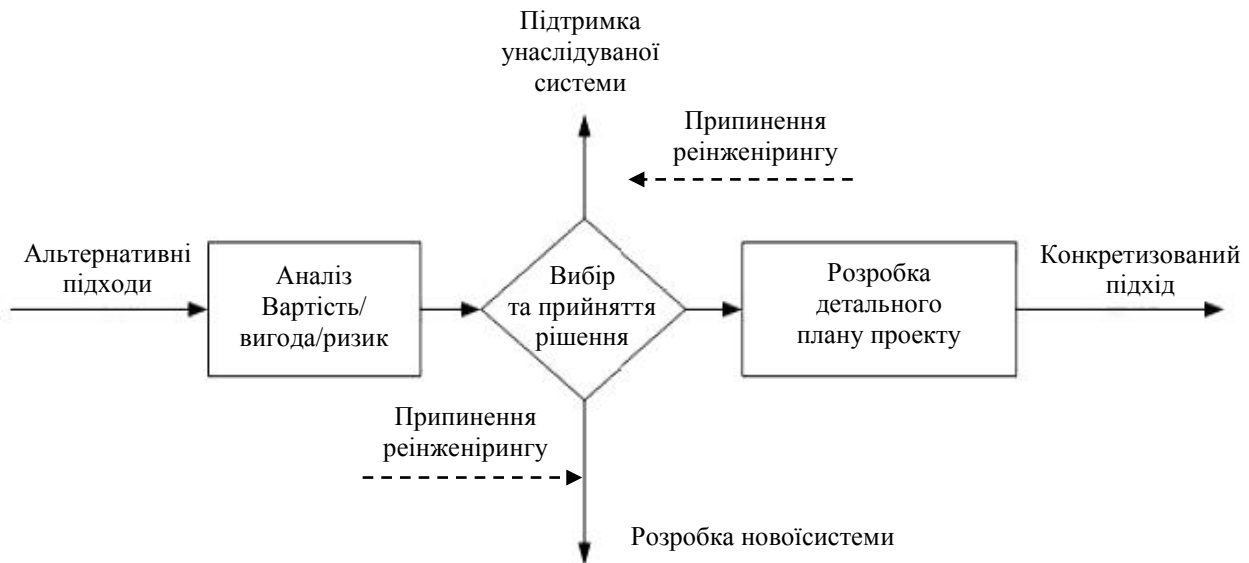 Підтримка
унаслідуваної
системи
Припинення
реінженірингу
Альтернативні
підходи
Аналіз
Вартість/
вигода/ризик
Вибір
та прийняття
рішення
Розробка
детального
плану проекту
Конкретизований
підхід
Припинення
реінженірингу
Розробка новоїсистеми